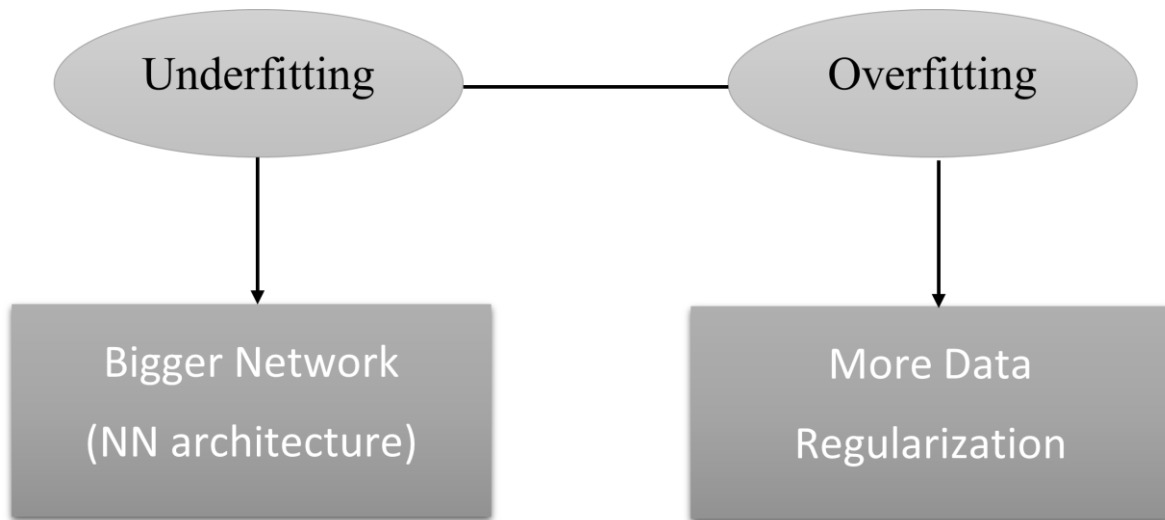 Underfitting
Overfitting
Bigger Network
(NN architecture)
More Data
Regularization